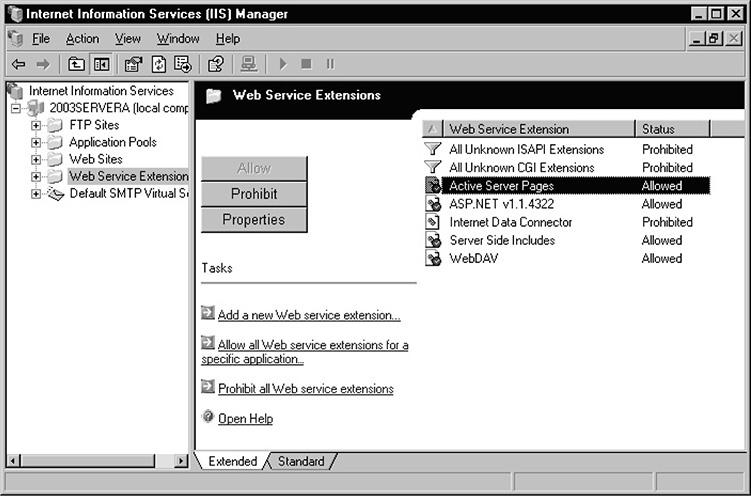 Internet Information Services (IIS) Manager
File Action View Window Help
Internet Information Services
2003SERVERA (local comp
FTP Sites
Application Pools
Web Sites
Web Service Extension
Default SMTP Virtual S
Web Service Extensions
Allow
Prohibit
Properties
Tasks
Add a new Web service extension...
Allow all Web service extensions for a
specific application...
Prohibit all Web service extensions
Open Help
Web Service Extension Status
All Unknown ISAPI Extensions Prohibited
All Unknown CGI Extensions Prohibited
Active Server Pages Allowed
ASP.NET v1.1.4322 Allowed
Internet Data Connector Prohibited
Server Side Includes Allowed
WebDAV Allowed
Extended Standard